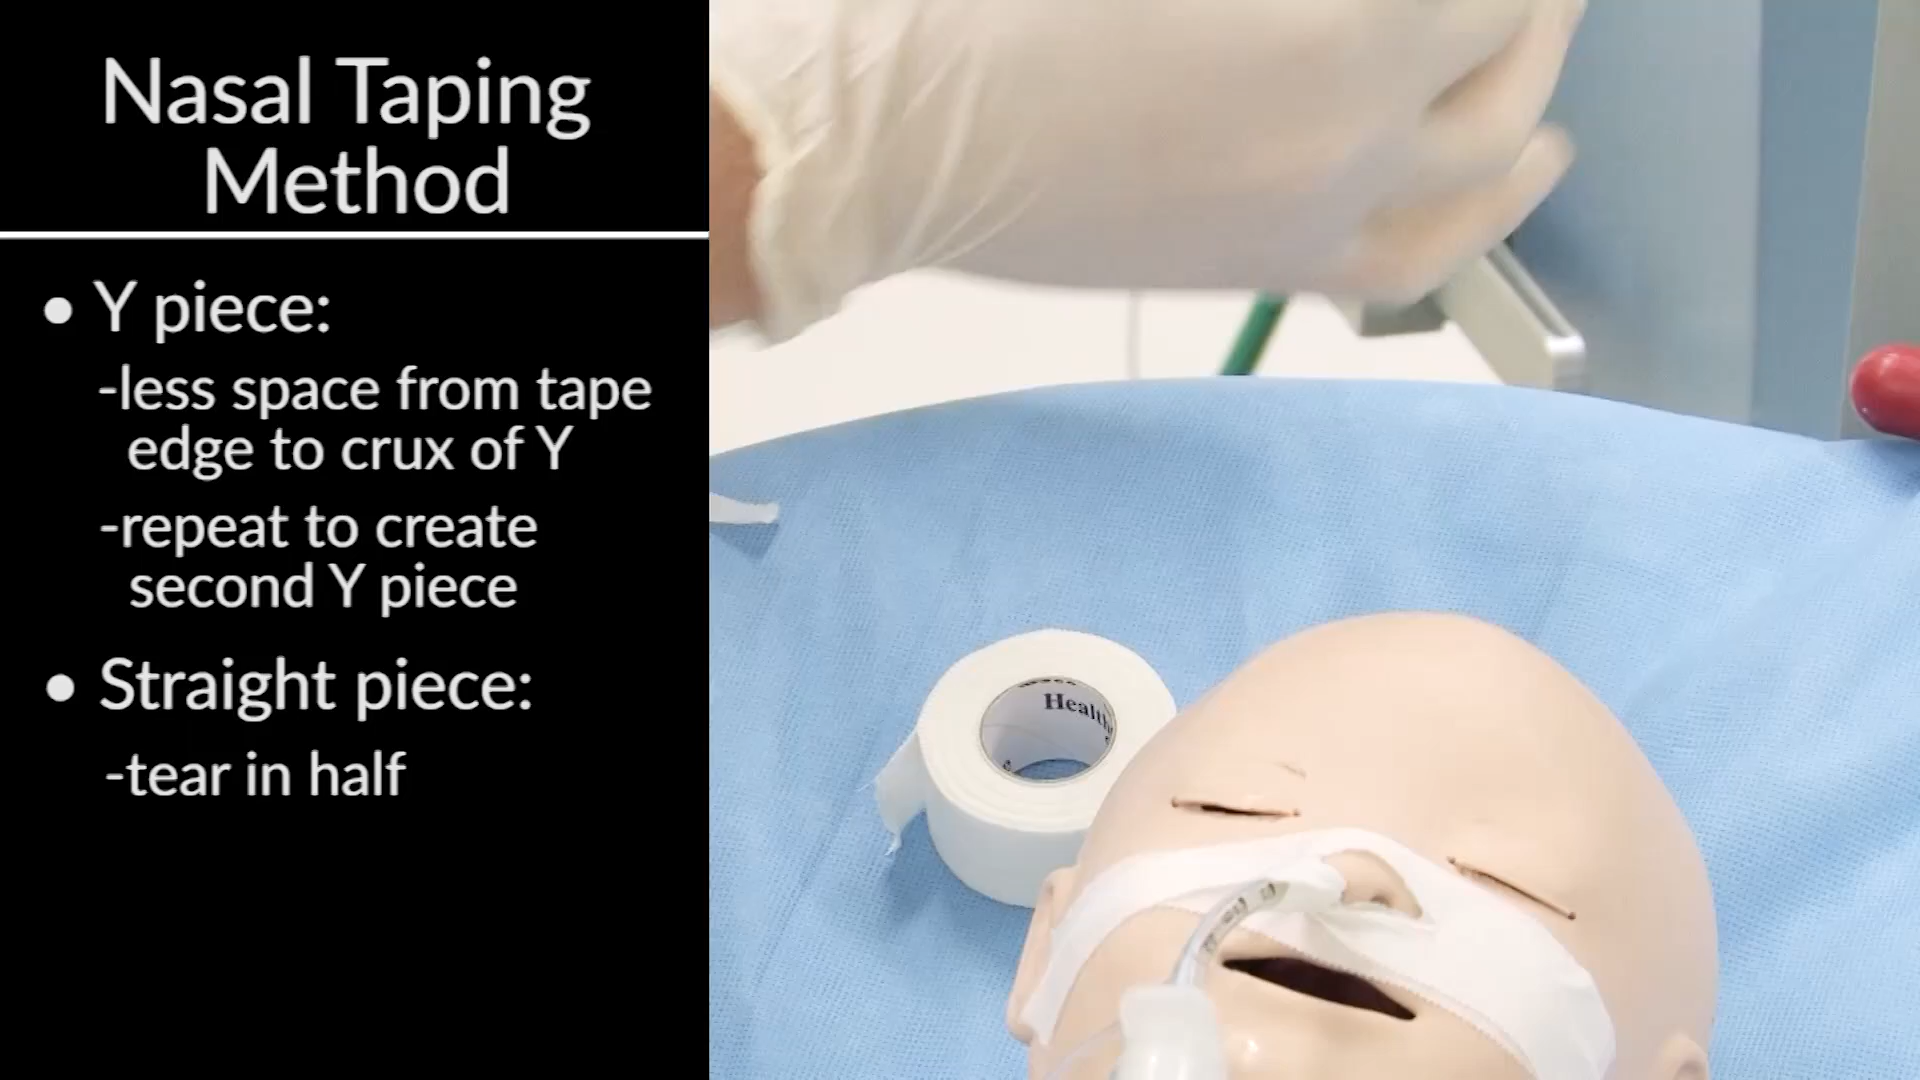 Nasal Taping
Method
• Y piece:
-less space from tape
edge to crux of Y
-repeat to create
second Y piece
• Straight piece:
-tear in half
Health